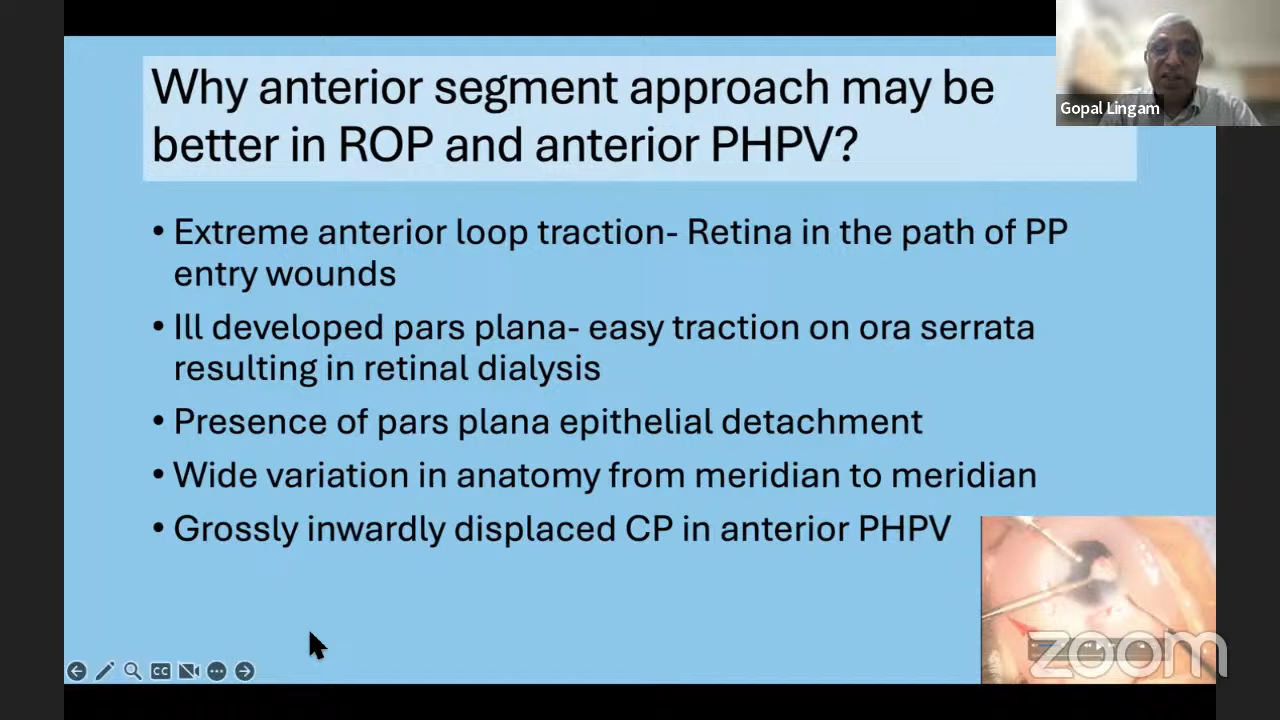 Why anterior segment approach may be
better in ROP and anterior PHPV?
Gopal Lingam
• Extreme anterior loop traction- Retina in the path of PP
entry wounds
• Ill developed pars plana- easy traction on ora serrata
resulting in retinal dialysis
• Presence of pars plana epithelial detachment
• Wide variation in anatomy from meridian to meridian
• Grossly inwardly displaced CP in anterior PHPV
CC
zoom